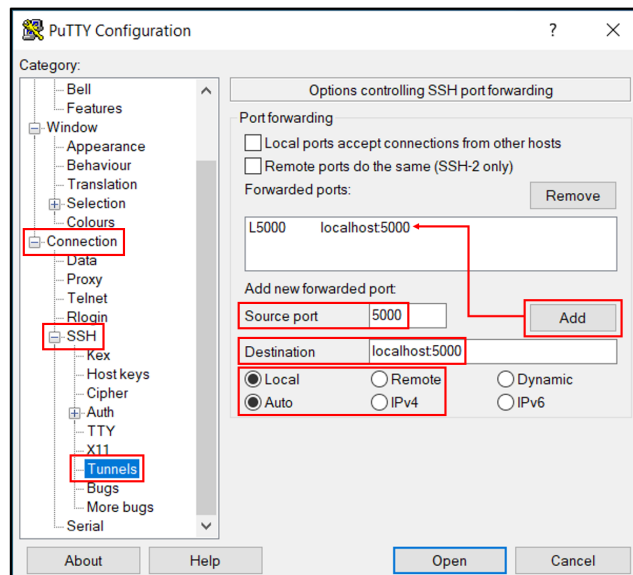 PuTTY Configuration
? ×
Category:
Bell
Features
Window
Appearance
Behaviour
Translation
Selection
Colours
Connection
Data
Proxy
Telnet
Rlogin
SSH
Kex
Host keys
Cipher
Auth
TTY
X11
Tunnels
Bugs
More bugs
Serial
Options controlling SSH port forwarding
Port forwarding
Local ports accept connections from other hosts
Remote ports do the same (SSH-2 only)
Forwarded ports:
Remove
L5000 localhost:5000
Add new forwarded port:
Source port 5000 Add
Destination localhost:5000
Local Remote Dynamic
Auto IPv4 IPv6
About Help Open Cancel